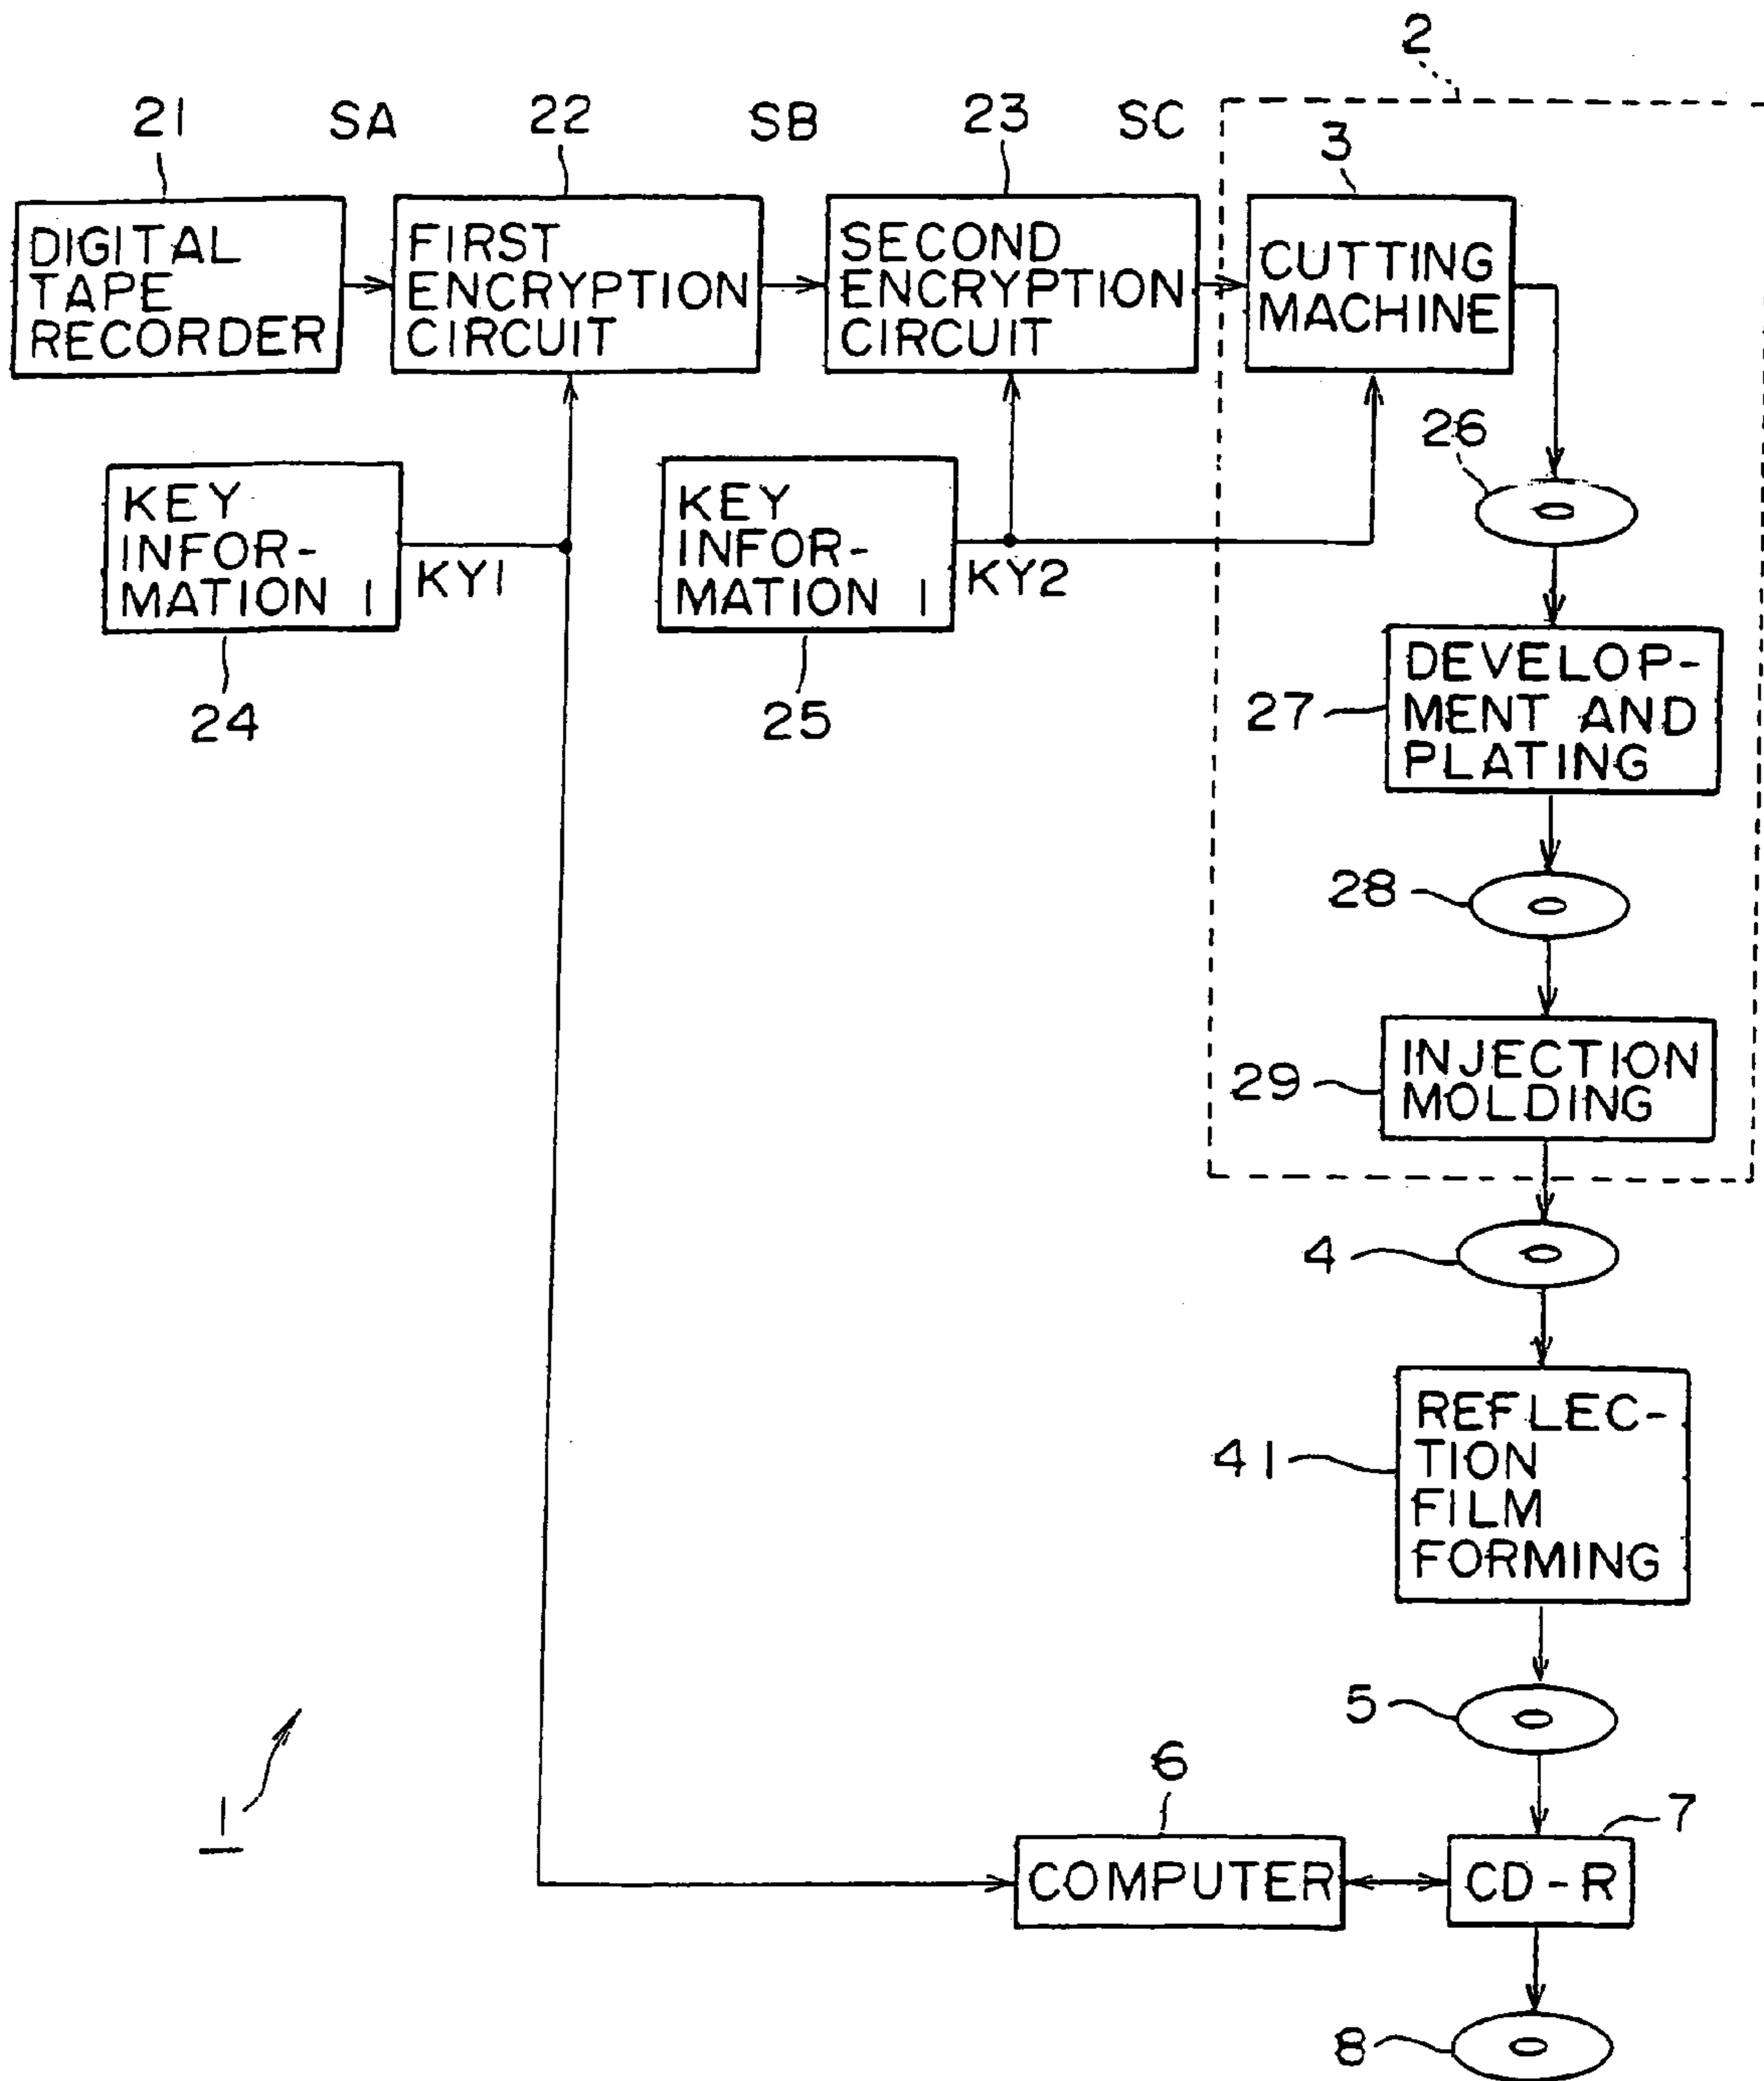 2
21
SA
22
SB
23
SC
3
DIGITAL
TAPE
RECORDER
FIRST
ENCRYPTION
CIRCUIT
SECOND
ENCRYPTION
CIRCUIT
CUTTING
MACHINE
26
KEY
INFOR-
MATION 1
KY1
KEY
INFOR-
MATION 1
KY2
24
25
27
DEVELOP-
MENT AND
PLATING
28
29
INJECTION
MOLDING
4
41
REFLEC-
TION
FILM
FORMING
5
1
6
7
COMPUTER
CD-R
8